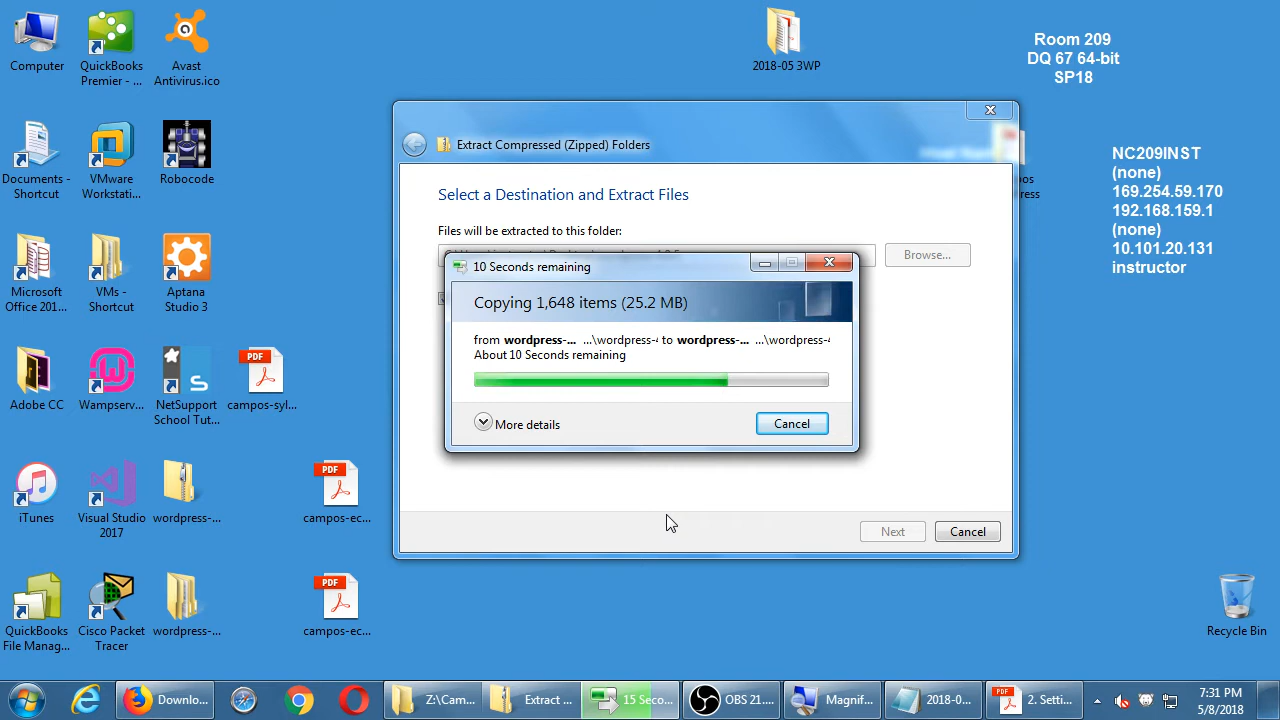 Computer
QuickBooks
Premier - ...
Avast
Antivirus.ico
2018-05 3WP
Room 209
DQ 67 64-bit
SP18
Documents -
Shortcut
VMware
Workstati...
Robocode
NC209INST
(none)
169.254.59.170
192.168.159.1
(none)
10.101.20.131
instructor
Extract Compressed (Zipped) Folders
Select a Destination and Extract Files
Files will be extracted to this folder:
Browse...
10 Seconds remaining
Copying 1,648 items (25.2 MB)
from wordpress-... ...\wordpress-4 to wordpress-... ...\wordpress-4
About 10 Seconds remaining
More details
Cancel
Next
Cancel
Microsoft
Office 201...
VMs -
Shortcut
Aptana
Studio 3
Adobe CC
Wampserv...
NetSupport
School Tut...
PDF
campos-syl...
iTunes
Visual Studio
2017
wordpress-...
PDF
campos-ec...
QuickBooks
File Manag...
Cisco Packet
Tracer
wordpress-...
PDF
campos-ec...
Recycle Bin
Downlo...
Z:\Cam...
Extract ...
15 Seco...
OBS 21....
Magnif...
2018-0...
PDF
2. Setti...
7:31 PM
5/8/2018